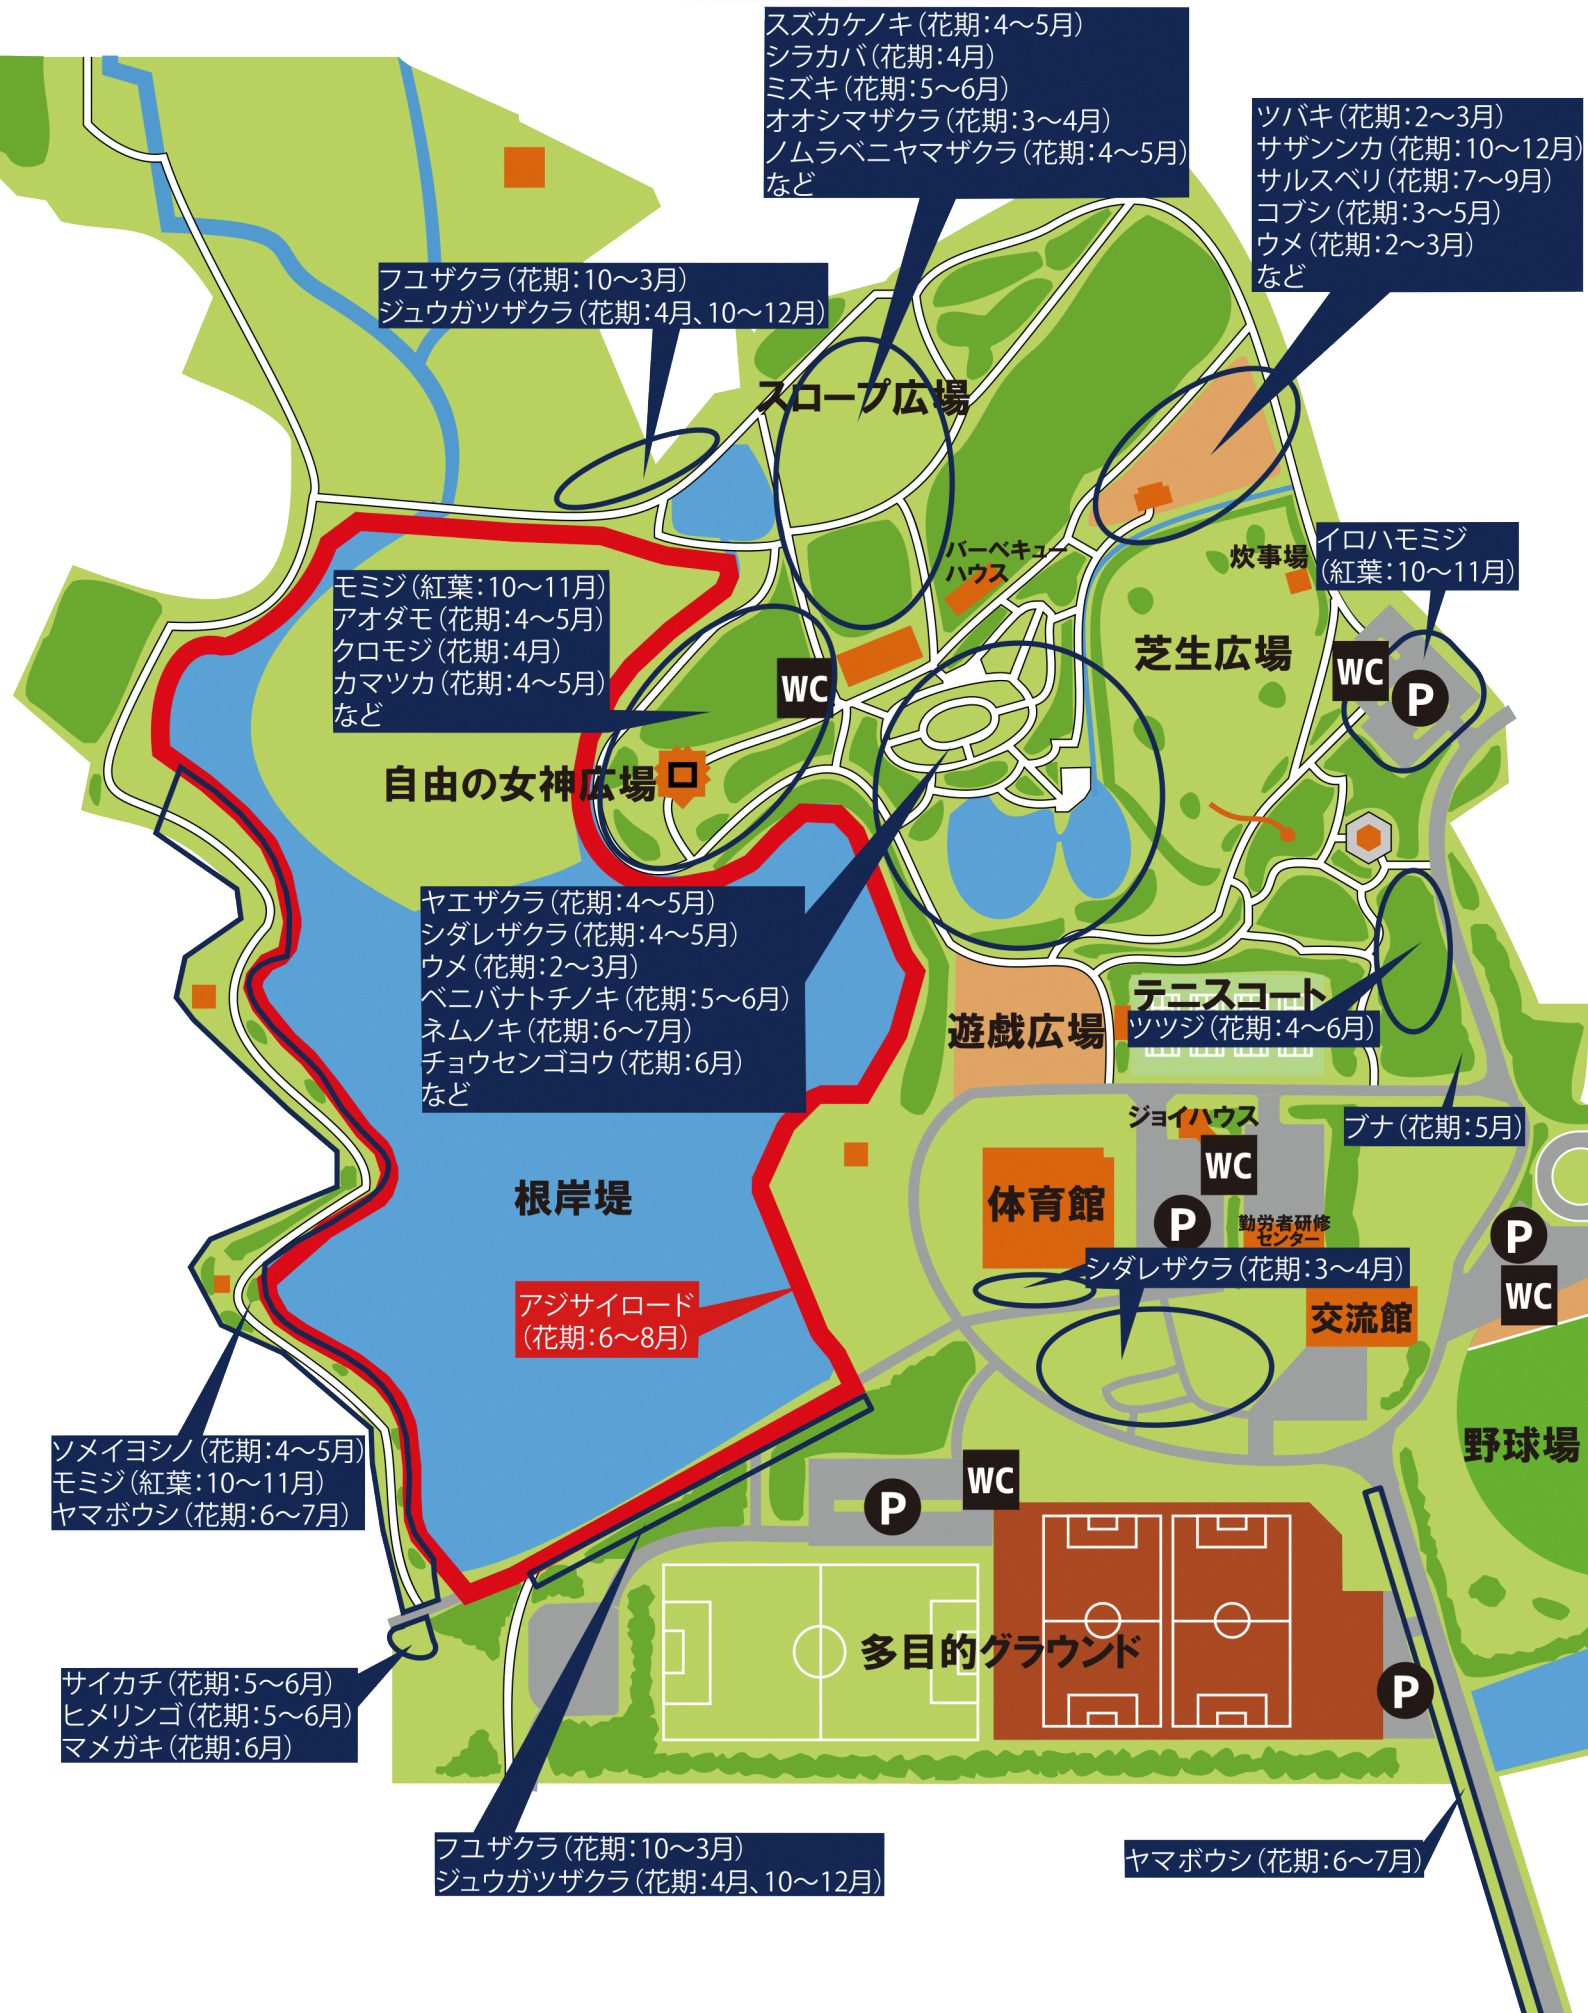 スズカケノキ（花期：4～5月）
シラカバ（花期：4月）
ミズキ（花期：5～6月）
オオシマザクラ（花期：3～4月）
ノムラベニヤマザクラ（花期：4～5月）
など
ツバキ（花期：2～3月）
サザンンカ（花期：10～12月）
サルスベリ（花期：7～9月）
コブシ（花期：3～5月）
ウメ（花期：2～3月）
など
フユザクラ（花期：10～3月）
ジュウガツザクラ（花期：4月、10～12月）
スロープ広場
バーベキュー
ハウス
炊事場
イロハモミジ
（紅葉：10～11月）
モミジ（紅葉：10～11月）
アオダモ（花期：4～5月）
クロモジ（花期：4月）
カマツカ（花期：4～5月）
など
芝生広場
WC
WC
P
自由の女神広場
ヤエザクラ（花期：4～5月）
シダレザクラ（花期：4～5月）
ウメ（花期：2～3月）
ベニバナトチノキ（花期：5～6月）
ネムノキ（花期：6～7月）
チョウセンゴヨウ（花期：6月）
など
遊戯広場
テニスコート
ツツジ（花期：4～6月）
ジョイハウス
ブナ（花期：5月）
WC
根岸堤
体育館
P
勤労者研修
センター
P
WC
シダレザクラ（花期：3～4月）
アジサイロード
（花期：6～8月）
交流館
ソメイヨシノ（花期：4～5月）
モミジ（紅葉：10～11月）
ヤマボウシ（花期：6～7月）
野球場
WC
P
多目的グラウンド
P
サイカチ（花期：5～6月）
ヒメリンゴ（花期：5～6月）
マメガキ（花期：6月）
フユザクラ（花期：10～3月）
ジュウガツザクラ（花期：4月、10～12月）
ヤマボウシ（花期：6～7月）